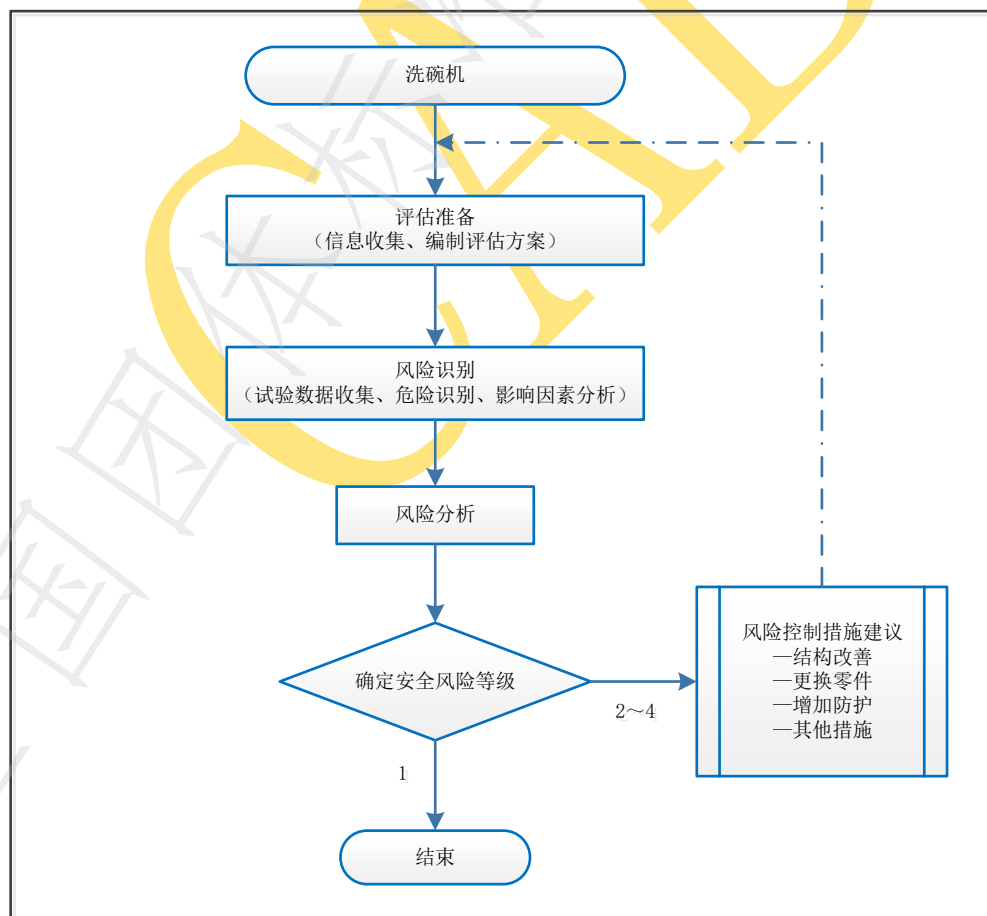 洗碗机
评估准备
（信息收集、编制评估方案）
风险识别
（试验数据收集、危险识别、影响因素分析）
风险分析
确定安全风险等级
2～4
风险控制措施建议
—结构改善
—更换零件
—增加防护
—其他措施
1
结束